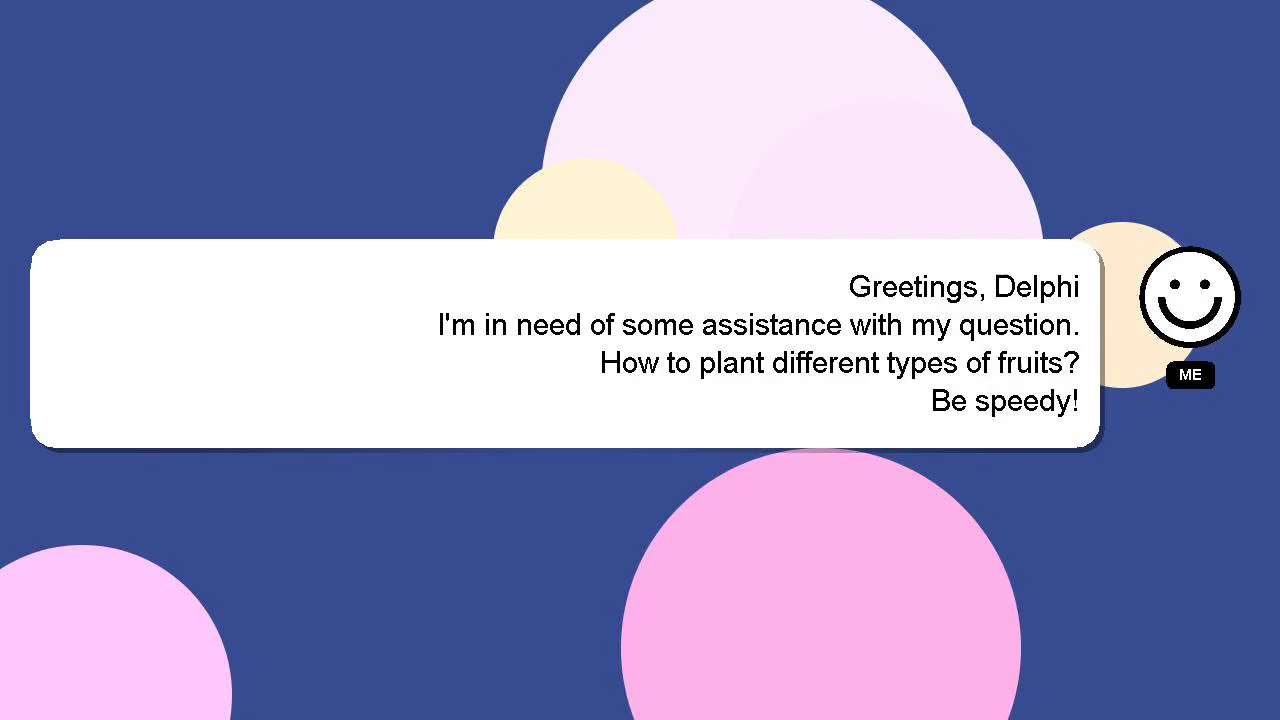 Greetings, Delphi
I'm in need of some assistance with my question.
How to plant different types of fruits?
Be speedy!
ME